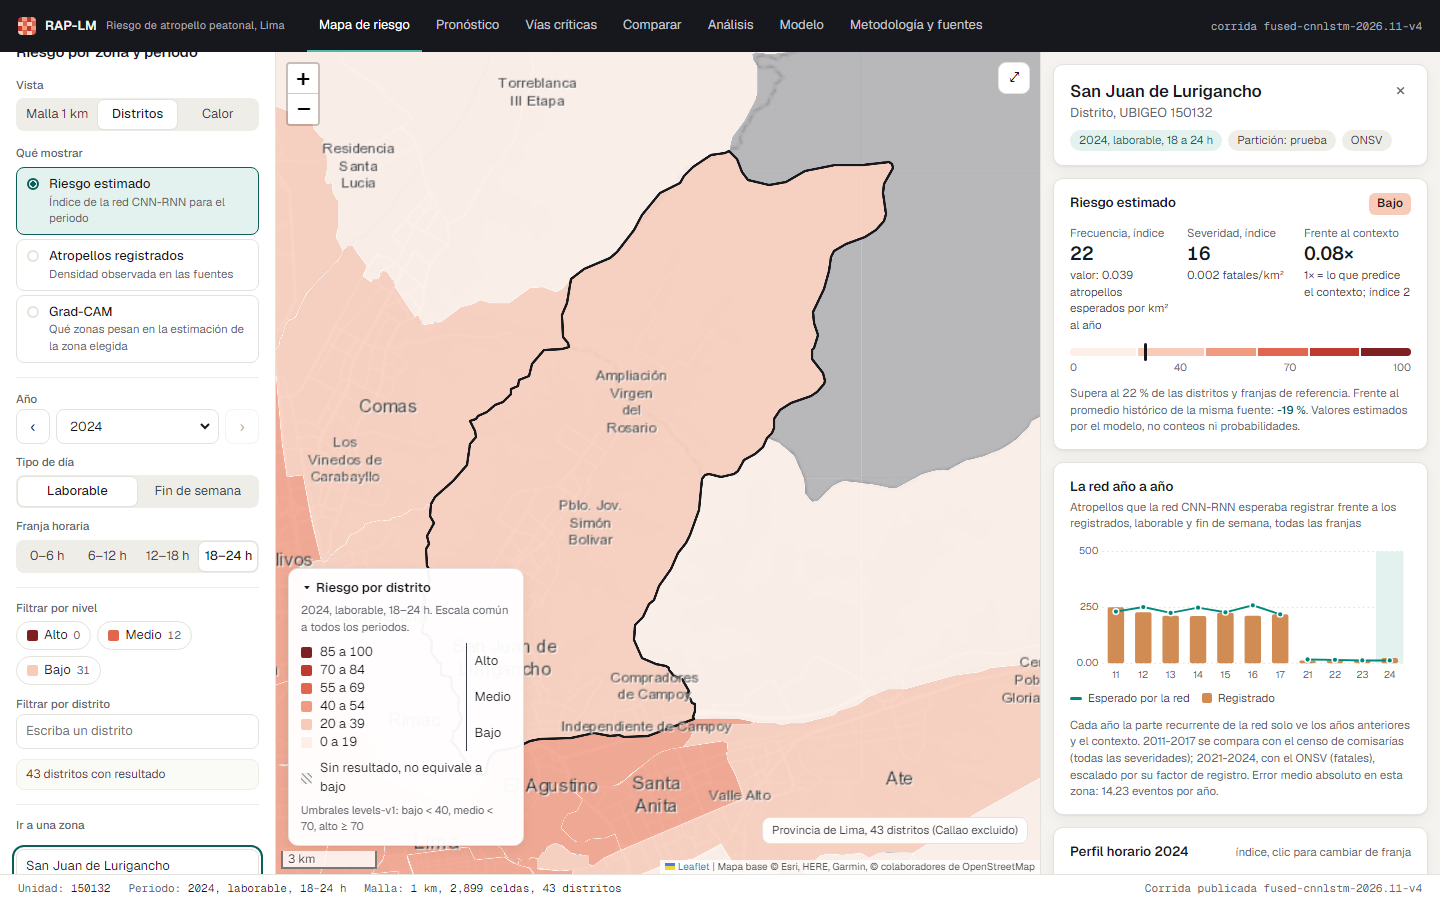 RAP-LM Riesgo de atropello peatonal, Lima
Mapa de riesgo
Pronóstico
Vías críticas
Comparar
Análisis
Modelo
Metodología y fuentes
corrida fused-cnnlstm-2026.11-v4
Riesgo por zona y periodo
Vista
Malla 1 km
Distritos
Calor
Qué mostrar
Riesgo estimado
Índice de la red CNN-RNN para el
periodo
Atropellos registrados
Densidad observada en las fuentes
Grad-CAM
Qué zonas pesan en la estimación de
la zona elegida
Año
‹
2024
›
Tipo de día
Laborable
Fin de semana
Franja horaria
0–6 h
6–12 h
12–18 h
18–24 h
Filtrar por nivel
Alto 0
Medio 12
Bajo 31
Filtrar por distrito
Escriba un distrito
43 distritos con resultado
Ir a una zona
San Juan de Lurigancho
+
−
Torreblanca
III Etapa
Residencia
Santa
Lucia
Comas
Los
Vinedos de
Carabayllo
Ampliación
Virgen
del
Rosario
Pblo. Jov.
Simón
Bolivar
livos
Compradores
de Campoy
Independiente de Campoy
Agustino
Santa
Anita
Valle Alto
Ate
Cer
Pob
Gloria
Riesgo por distrito
2024, laborable, 18–24 h. Escala común
a todos los periodos.
85 a 100
70 a 84
55 a 69
40 a 54
20 a 39
0 a 19
Alto
Medio
Bajo
Sin resultado, no equivale a
bajo
Umbrales levels-v1: bajo < 40, medio <
70, alto ≥ 70
3 km
Provincia de Lima, 43 distritos (Callao excluido)
Leaflet | Mapa base © Esri, HERE, Garmin, © colaboradores de OpenStreetMap
San Juan de Lurigancho
×
Distrito, UBIGEO 150132
2024, laborable, 18 a 24 h
Partición: prueba
ONSV
Riesgo estimado
Bajo
Frecuencia, índice
22
valor: 0.039
atropellos
esperados por km²
al año
Severidad, índice
16
0.002 fatales/km²
Frente al contexto
0.08×
1× = lo que predice
el contexto; índice 2
0 40 70 100
Supera al 22 % de las distritos y franjas de referencia. Frente al
promedio histórico de la misma fuente: -19 %. Valores estimados
por el modelo, no conteos ni probabilidades.
La red año a año
Atropellos que la red CNN-RNN esperaba registrar frente a los
registrados, laborable y fin de semana, todas las franjas
500
250
0.00
11 12 13 14 15 16 17 21 22 23 24
Esperado por la red
Registrado
Cada año la parte recurrente de la red solo ve los años anteriores
y el contexto. 2011-2017 se compara con el censo de comisarías
(todas las severidades); 2021-2024, con el ONSV (fatales),
escalado por su factor de registro. Error medio absoluto en esta
zona: 14.23 eventos por año.
Perfil horario 2024
índice, clic para cambiar de franja
Unidad: 150132
Periodo: 2024, laborable, 18-24 h
Malla: 1 km, 2,899 celdas, 43 distritos
Corrida publicada fused-cnnlstm-2026.11-v4